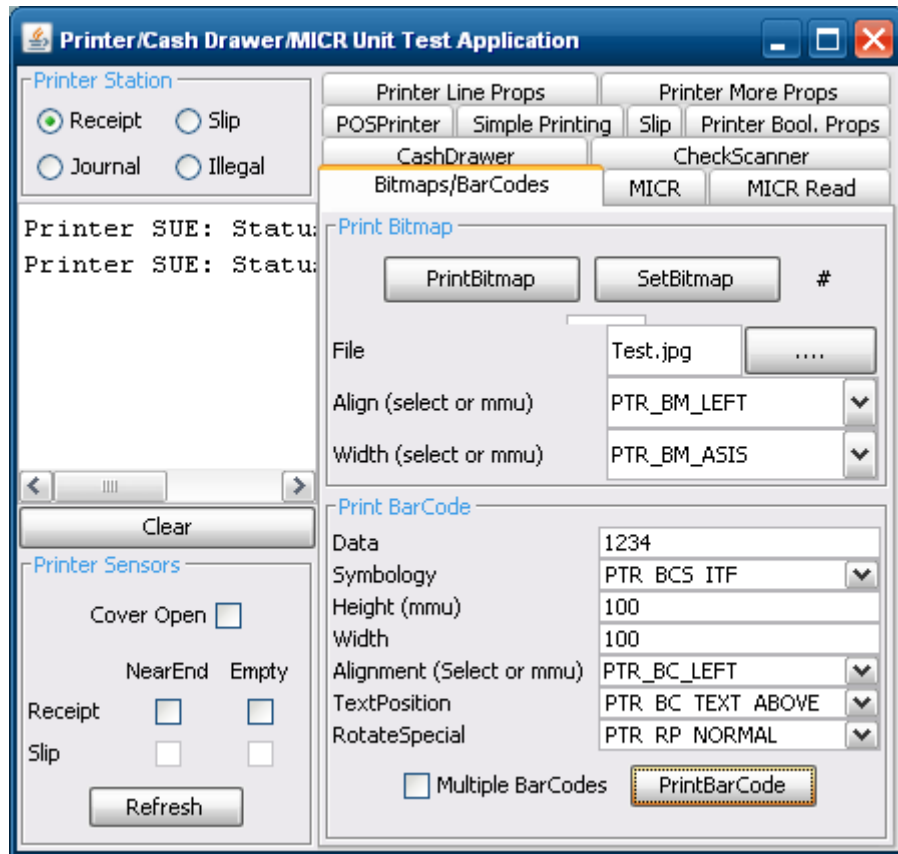 Printer/Cash Drawer/MICR Unit Test Application
Printer Station
Receipt Slip
Journal Illegal
Printer SUE: Statu
Printer SUE: Statu
Clear
Printer Sensors
Cover Open
NearEnd Empty
Receipt
Slip
Refresh
Printer Line Props Printer More Props
POSPrinter Simple Printing Slip Printer Bool. Props
CashDrawer CheckScanner
Bitmaps/BarCodes MICR MICR Read
Print Bitmap
PrintBitmap SetBitmap #
File Test.jpg ....
Align (select or mmu) PTR_BM_LEFT
Width (select or mmu) PTR_BM_ASIS
Print BarCode
Data 1234
Symbology PTR_BCS_ITF
Height (mmu) 100
Width 100
Alignment (Select or mmu) PTR_BC_LEFT
TextPosition PTR_BC_TEXT_ABOVE
RotateSpecial PTR_RP_NORMAL
Multiple BarCodes PrintBarCode